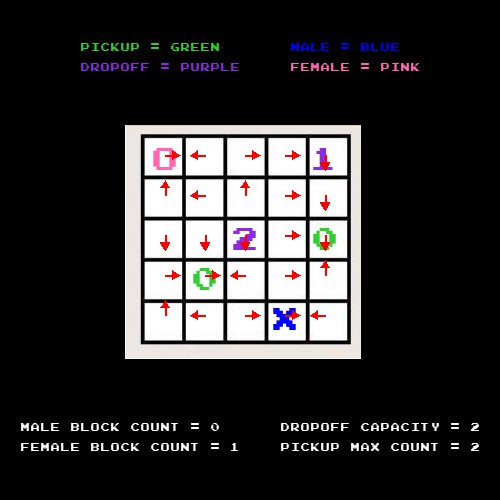 PICKUP = GREEN MALE = BLUE
DROPOFF = PURPLE FEMALE = PINK
0 1
2 0
0
X
MALE BLOCK COUNT = 0 DROPOFF CAPACITY = 2
FEMALE BLOCK COUNT = 1 PICKUP MAX COUNT = 2